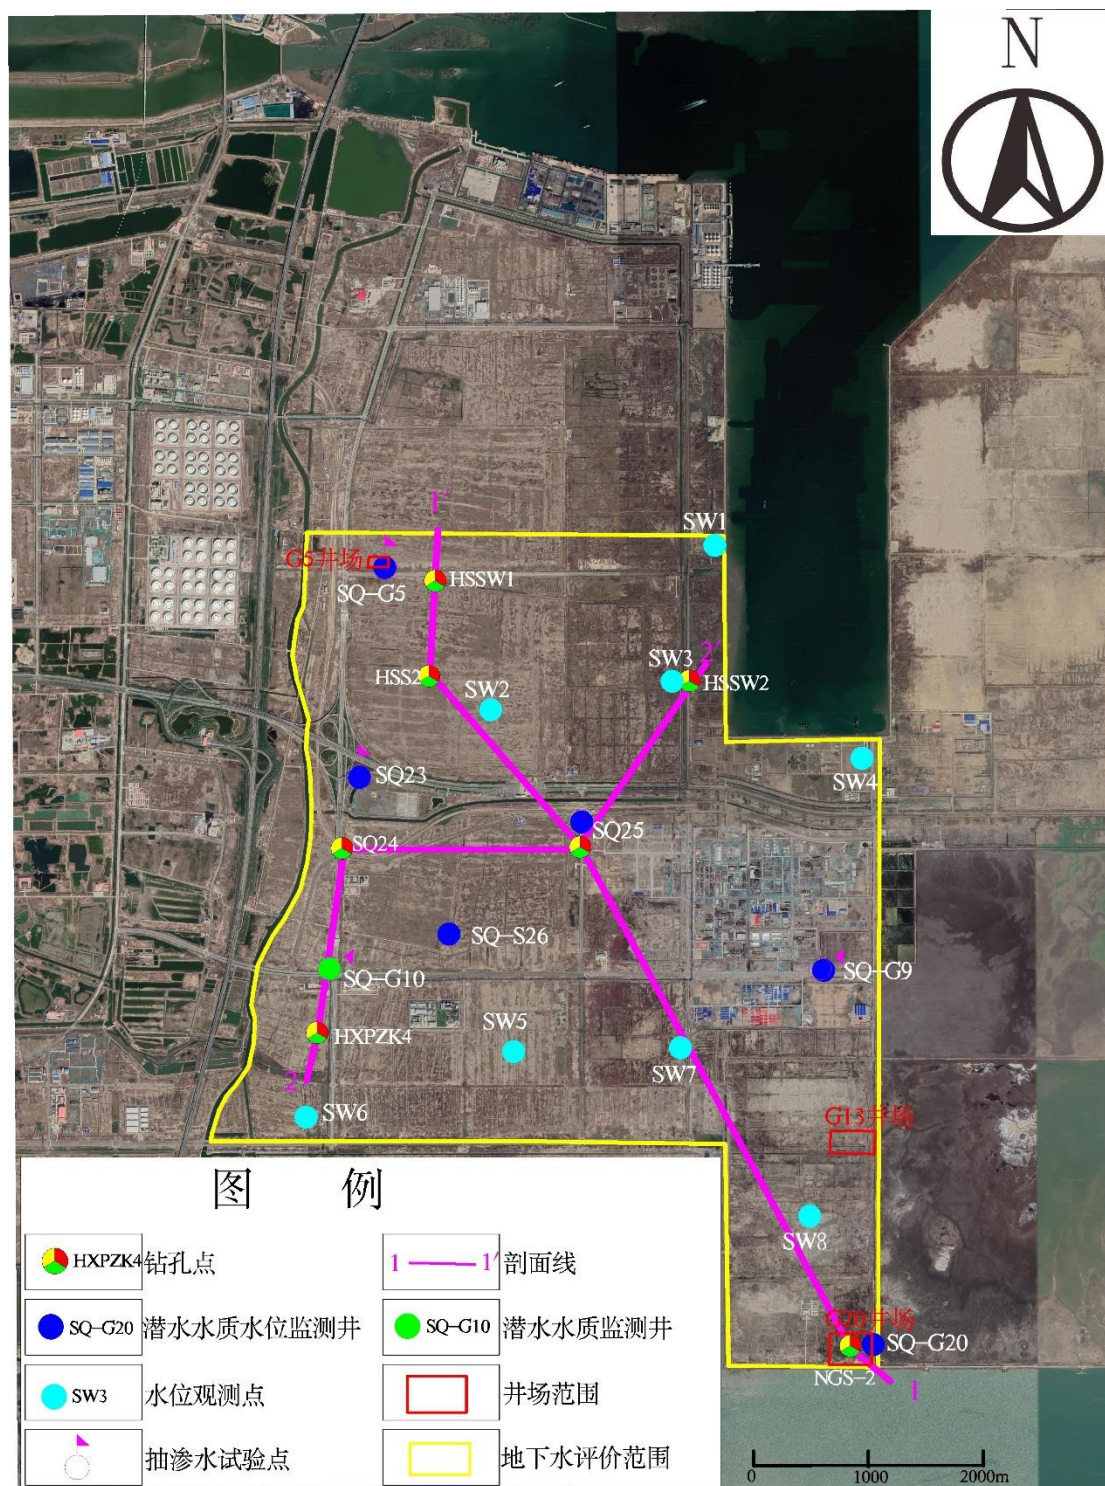 N
1′
SW1
G5井场
SQ-G5
HSSW1
2′
SW3
HSS2
HSSW2
SW2
SW4
SQ23
SQ25
SQ24
SQ-S26
SQ-G10
SQ-G9
HXPZK4
SW5
SW7
2
SW6
G13井场
SW8
G20井场
SQ-G20
NGS-2
1
图 例
HXPZK4 钻孔点
1 1′ 剖面线
SQ-G20 潜水水质水位监测井
SQ-G10 潜水水质监测井
SW3 水位观测点
井场范围
抽渗水试验点
地下水评价范围
0 1000 2000m